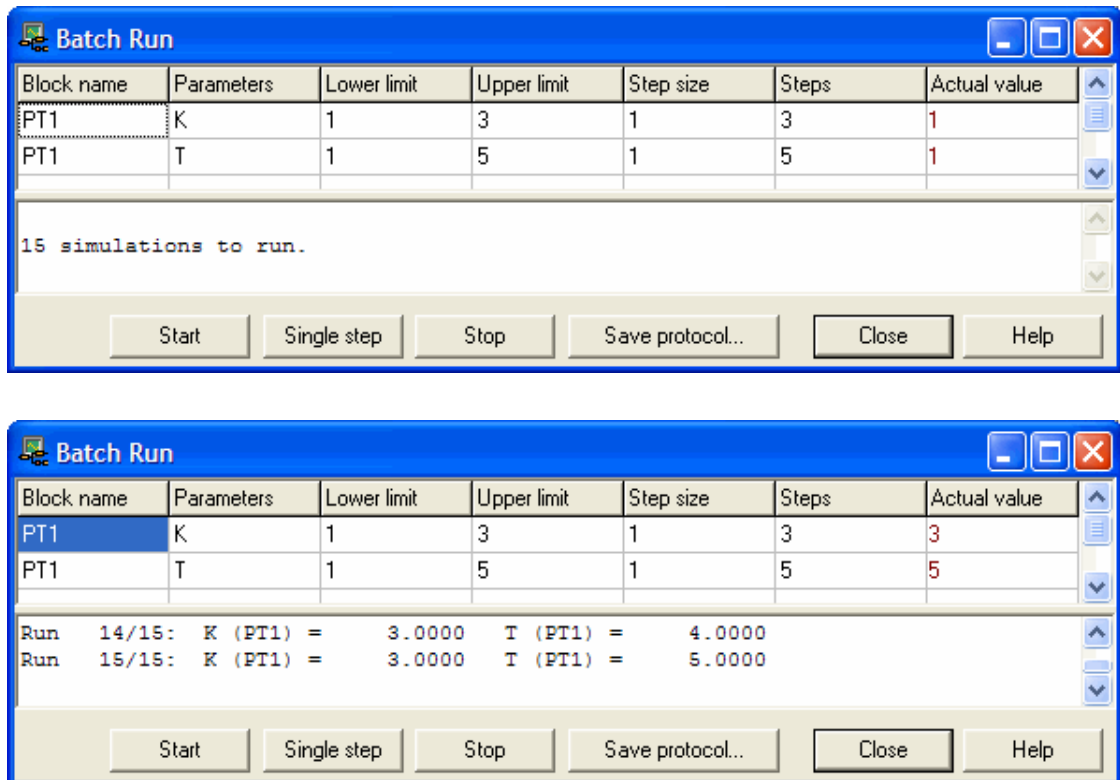 Batch Run
Block name Parameters Lower limit Upper limit Step size Steps Actual value
PT1 K 1 3 1 3 1
PT1 T 1 5 1 5 1
15 simulations to run.
Start Single step Stop Save protocol... Close Help
Batch Run
Block name Parameters Lower limit Upper limit Step size Steps Actual value
PT1 K 1 3 1 3 3
PT1 T 1 5 1 5 5
Run 14/15: K (PT1) = 3.0000 T (PT1) = 4.0000
Run 15/15: K (PT1) = 3.0000 T (PT1) = 5.0000
Start Single step Stop Save protocol... Close Help